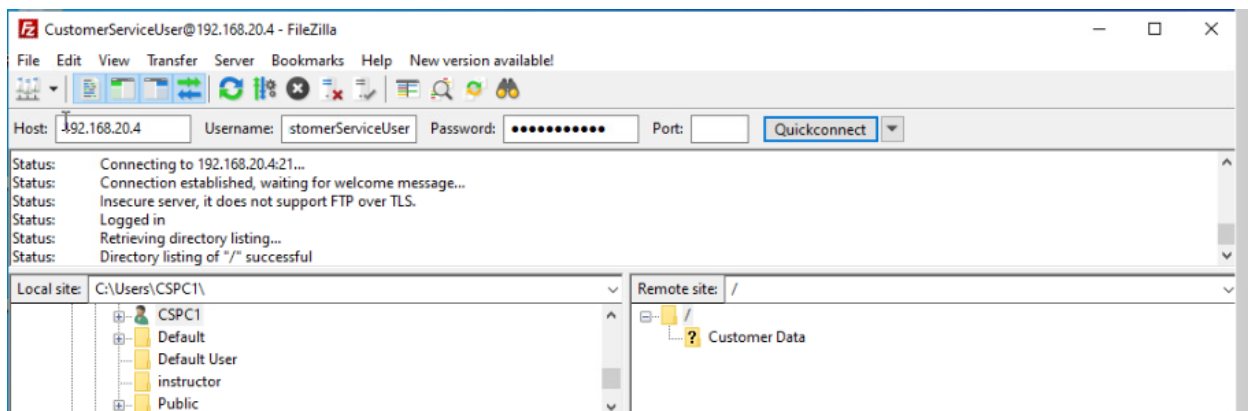 CustomerServiceUser@192.168.20.4 - FileZilla
File Edit View Transfer Server Bookmarks Help New version available!
Host: 192.168.20.4 Username: stomerServiceUser Password: ●●●●●●●●●●● Port: Quickconnect
Status: Connecting to 192.168.20.4:21...
Status: Connection established, waiting for welcome message...
Status: Insecure server, it does not support FTP over TLS.
Status: Logged in
Status: Retrieving directory listing...
Status: Directory listing of "/" successful
Local site: C:\Users\CSPC1\
CSPC1
Default
Default User
instructor
Public
Remote site: /
/
? Customer Data